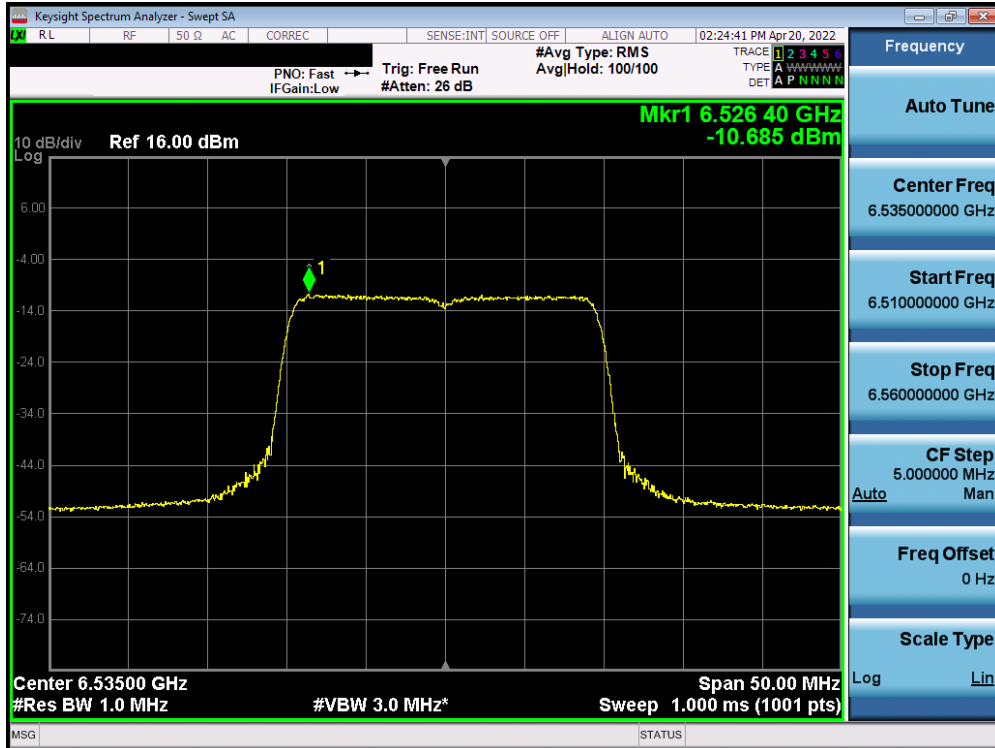 Keysight Spectrum Analyzer - Swept SA
LXI RL RF 50 Ω AC CORREC SENSE:INT SOURCE OFF ALIGN AUTO 02:24:41 PM Apr 20, 2022
PNO: Fast
IFGain:Low
Trig: Free Run
#Atten: 26 dB
#Avg Type: RMS
Avg|Hold: 100/100
TRACE 1 2 3 4 5 6
TYPE A WWWWW
DET A P N N N N
Mkr1 6.526 40 GHz
-10.685 dBm
10 dB/div Ref 16.00 dBm
Log
6.00
-4.00
1
-14.0
-24.0
-34.0
-44.0
-54.0
-64.0
-74.0
Center 6.53500 GHz Span 50.00 MHz
#Res BW 1.0 MHz #VBW 3.0 MHz* Sweep 1.000 ms (1001 pts)
MSG STATUS
Frequency
Auto Tune
Center Freq
6.535000000 GHz
Start Freq
6.510000000 GHz
Stop Freq
6.560000000 GHz
CF Step
5.000000 MHz
Auto Man
Freq Offset
0 Hz
Scale Type
Log Lin